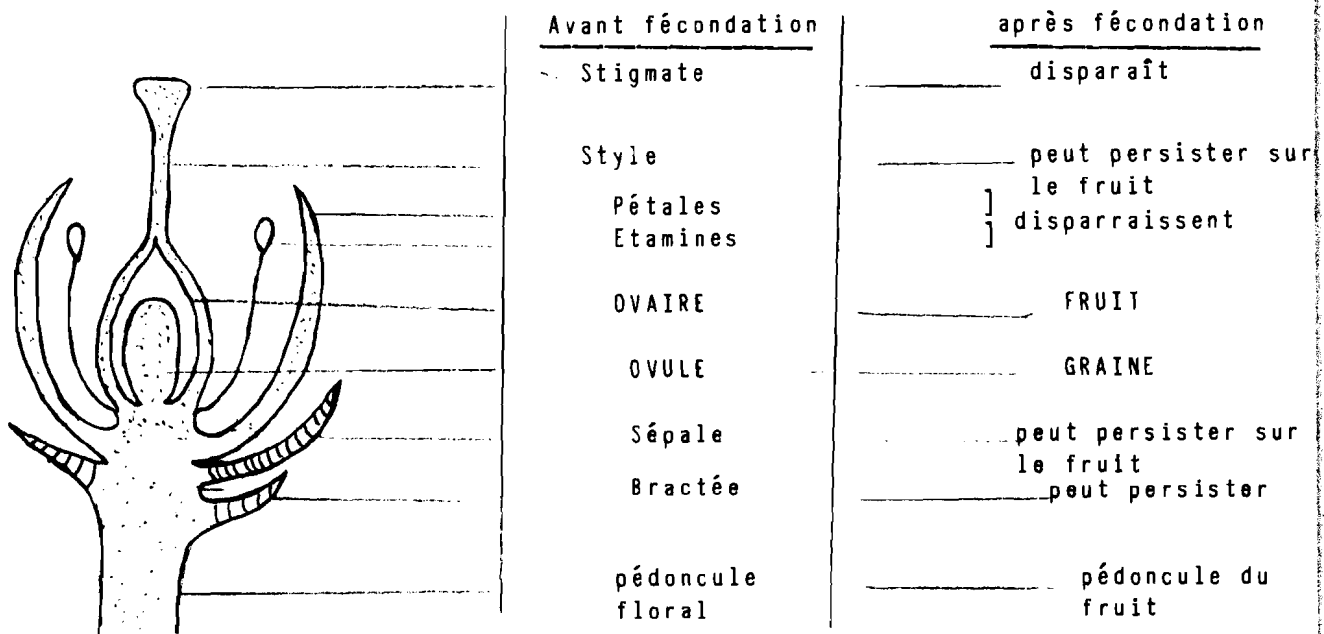 Avant fécondation après fécondation
Stigmate disparaît
Style peut persister sur
le fruit
Pétales
disparraissent
Etamines
OVAIRE FRUIT
OVULE GRAINE
Sépale peut persister sur
le fruit
Bractée peut persister
pédoncule pédoncule du
floral fruit